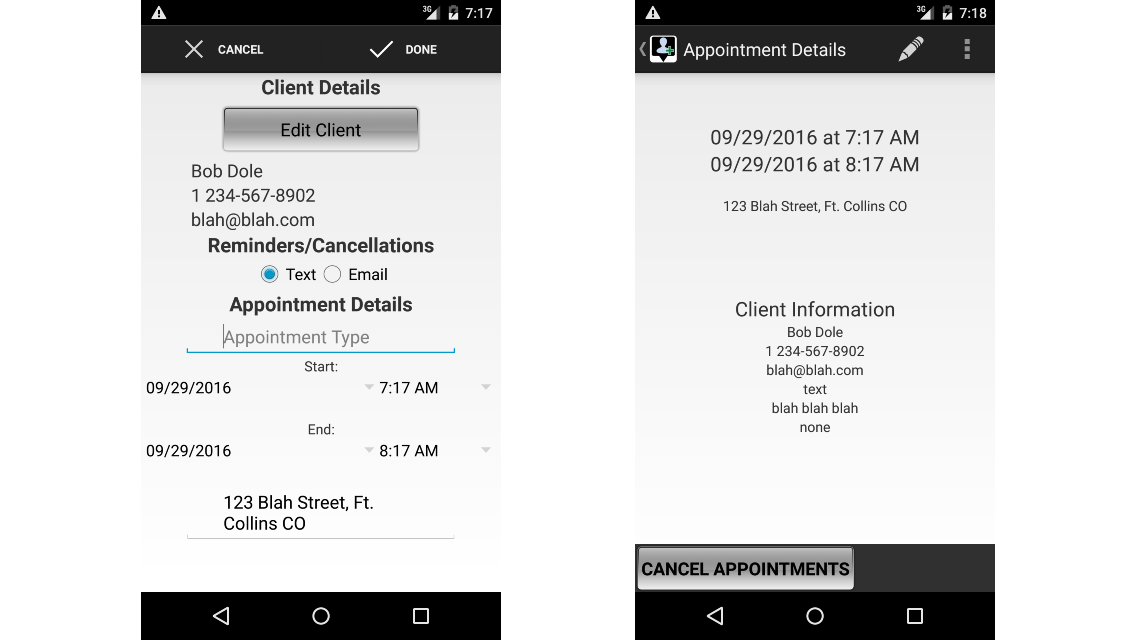 3G 7:17
CANCEL DONE
Client Details
Edit Client
Bob Dole
1 234-567-8902
blah@blah.com
Reminders/Cancellations
Text Email
Appointment Details
Appointment Type
Start:
09/29/2016 7:17 AM
End:
09/29/2016 8:17 AM
123 Blah Street, Ft.
Collins CO
3G 7:18
Appointment Details
09/29/2016 at 7:17 AM
09/29/2016 at 8:17 AM
123 Blah Street, Ft. Collins CO
Client Information
Bob Dole
1 234-567-8902
blah@blah.com
text
blah blah blah
none
CANCEL APPOINTMENTS